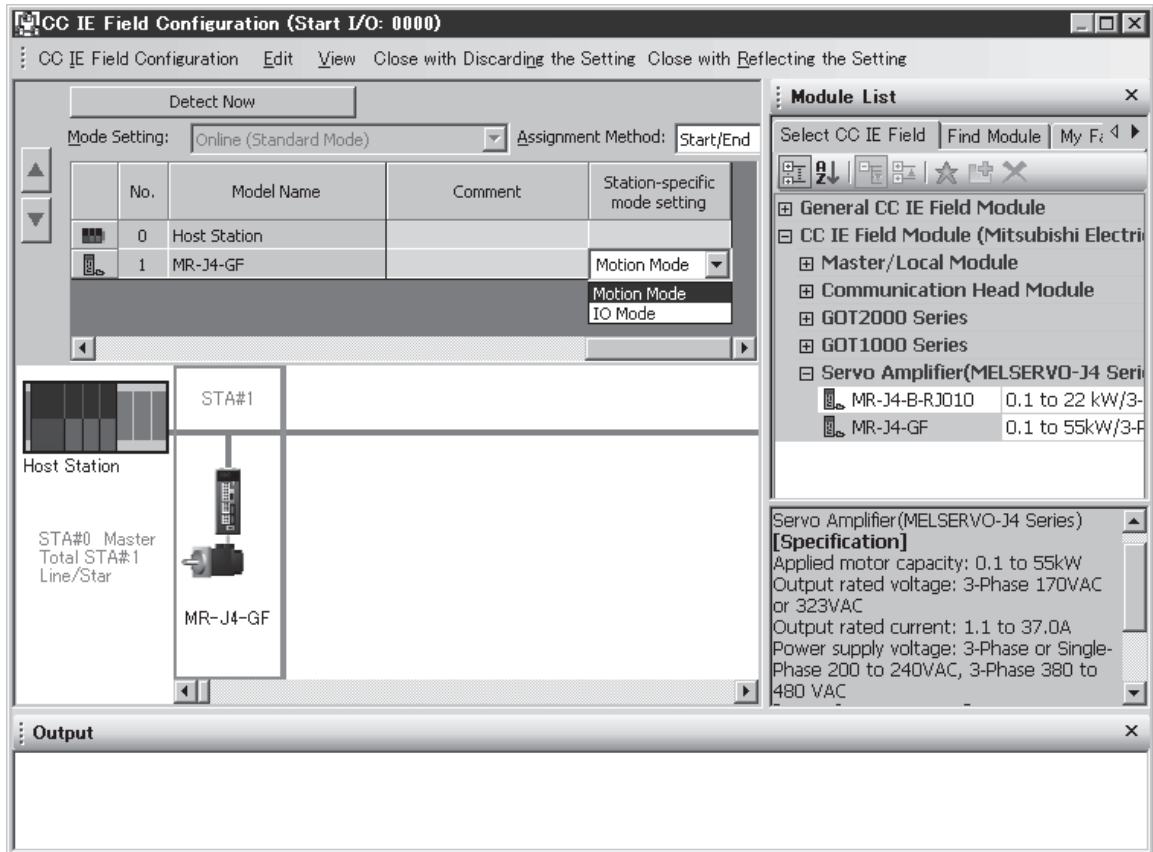 CC IE Field Configuration (Start I/O: 0000)
CC IE Field Configuration Edit View Close with Discarding the Setting Close with Reflecting the Setting
Detect Now
Mode Setting: Online (Standard Mode) Assignment Method: Start/End
No. Model Name Comment Station-specific
mode setting
0 Host Station
1 MR-J4-GF Motion Mode
Motion Mode
IO Mode
STA#1
Host Station
STA#0 Master
Total STA#1
Line/Star
MR-J4-GF
Module List
Select CC IE Field Find Module My Fa
General CC IE Field Module
CC IE Field Module (Mitsubishi Electri
Master/Local Module
Communication Head Module
GOT2000 Series
GOT1000 Series
Servo Amplifier(MELSERVO-J4 Seri
MR-J4-B-RJ010 0.1 to 22 kW/3-
MR-J4-GF 0.1 to 55kW/3-P
Servo Amplifier(MELSERVO-J4 Series)
[Specification]
Applied motor capacity: 0.1 to 55kW
Output rated voltage: 3-Phase 170VAC
or 323VAC
Output rated current: 1.1 to 37.0A
Power supply voltage: 3-Phase or Single-
Phase 200 to 240VAC, 3-Phase 380 to
480 VAC
Output